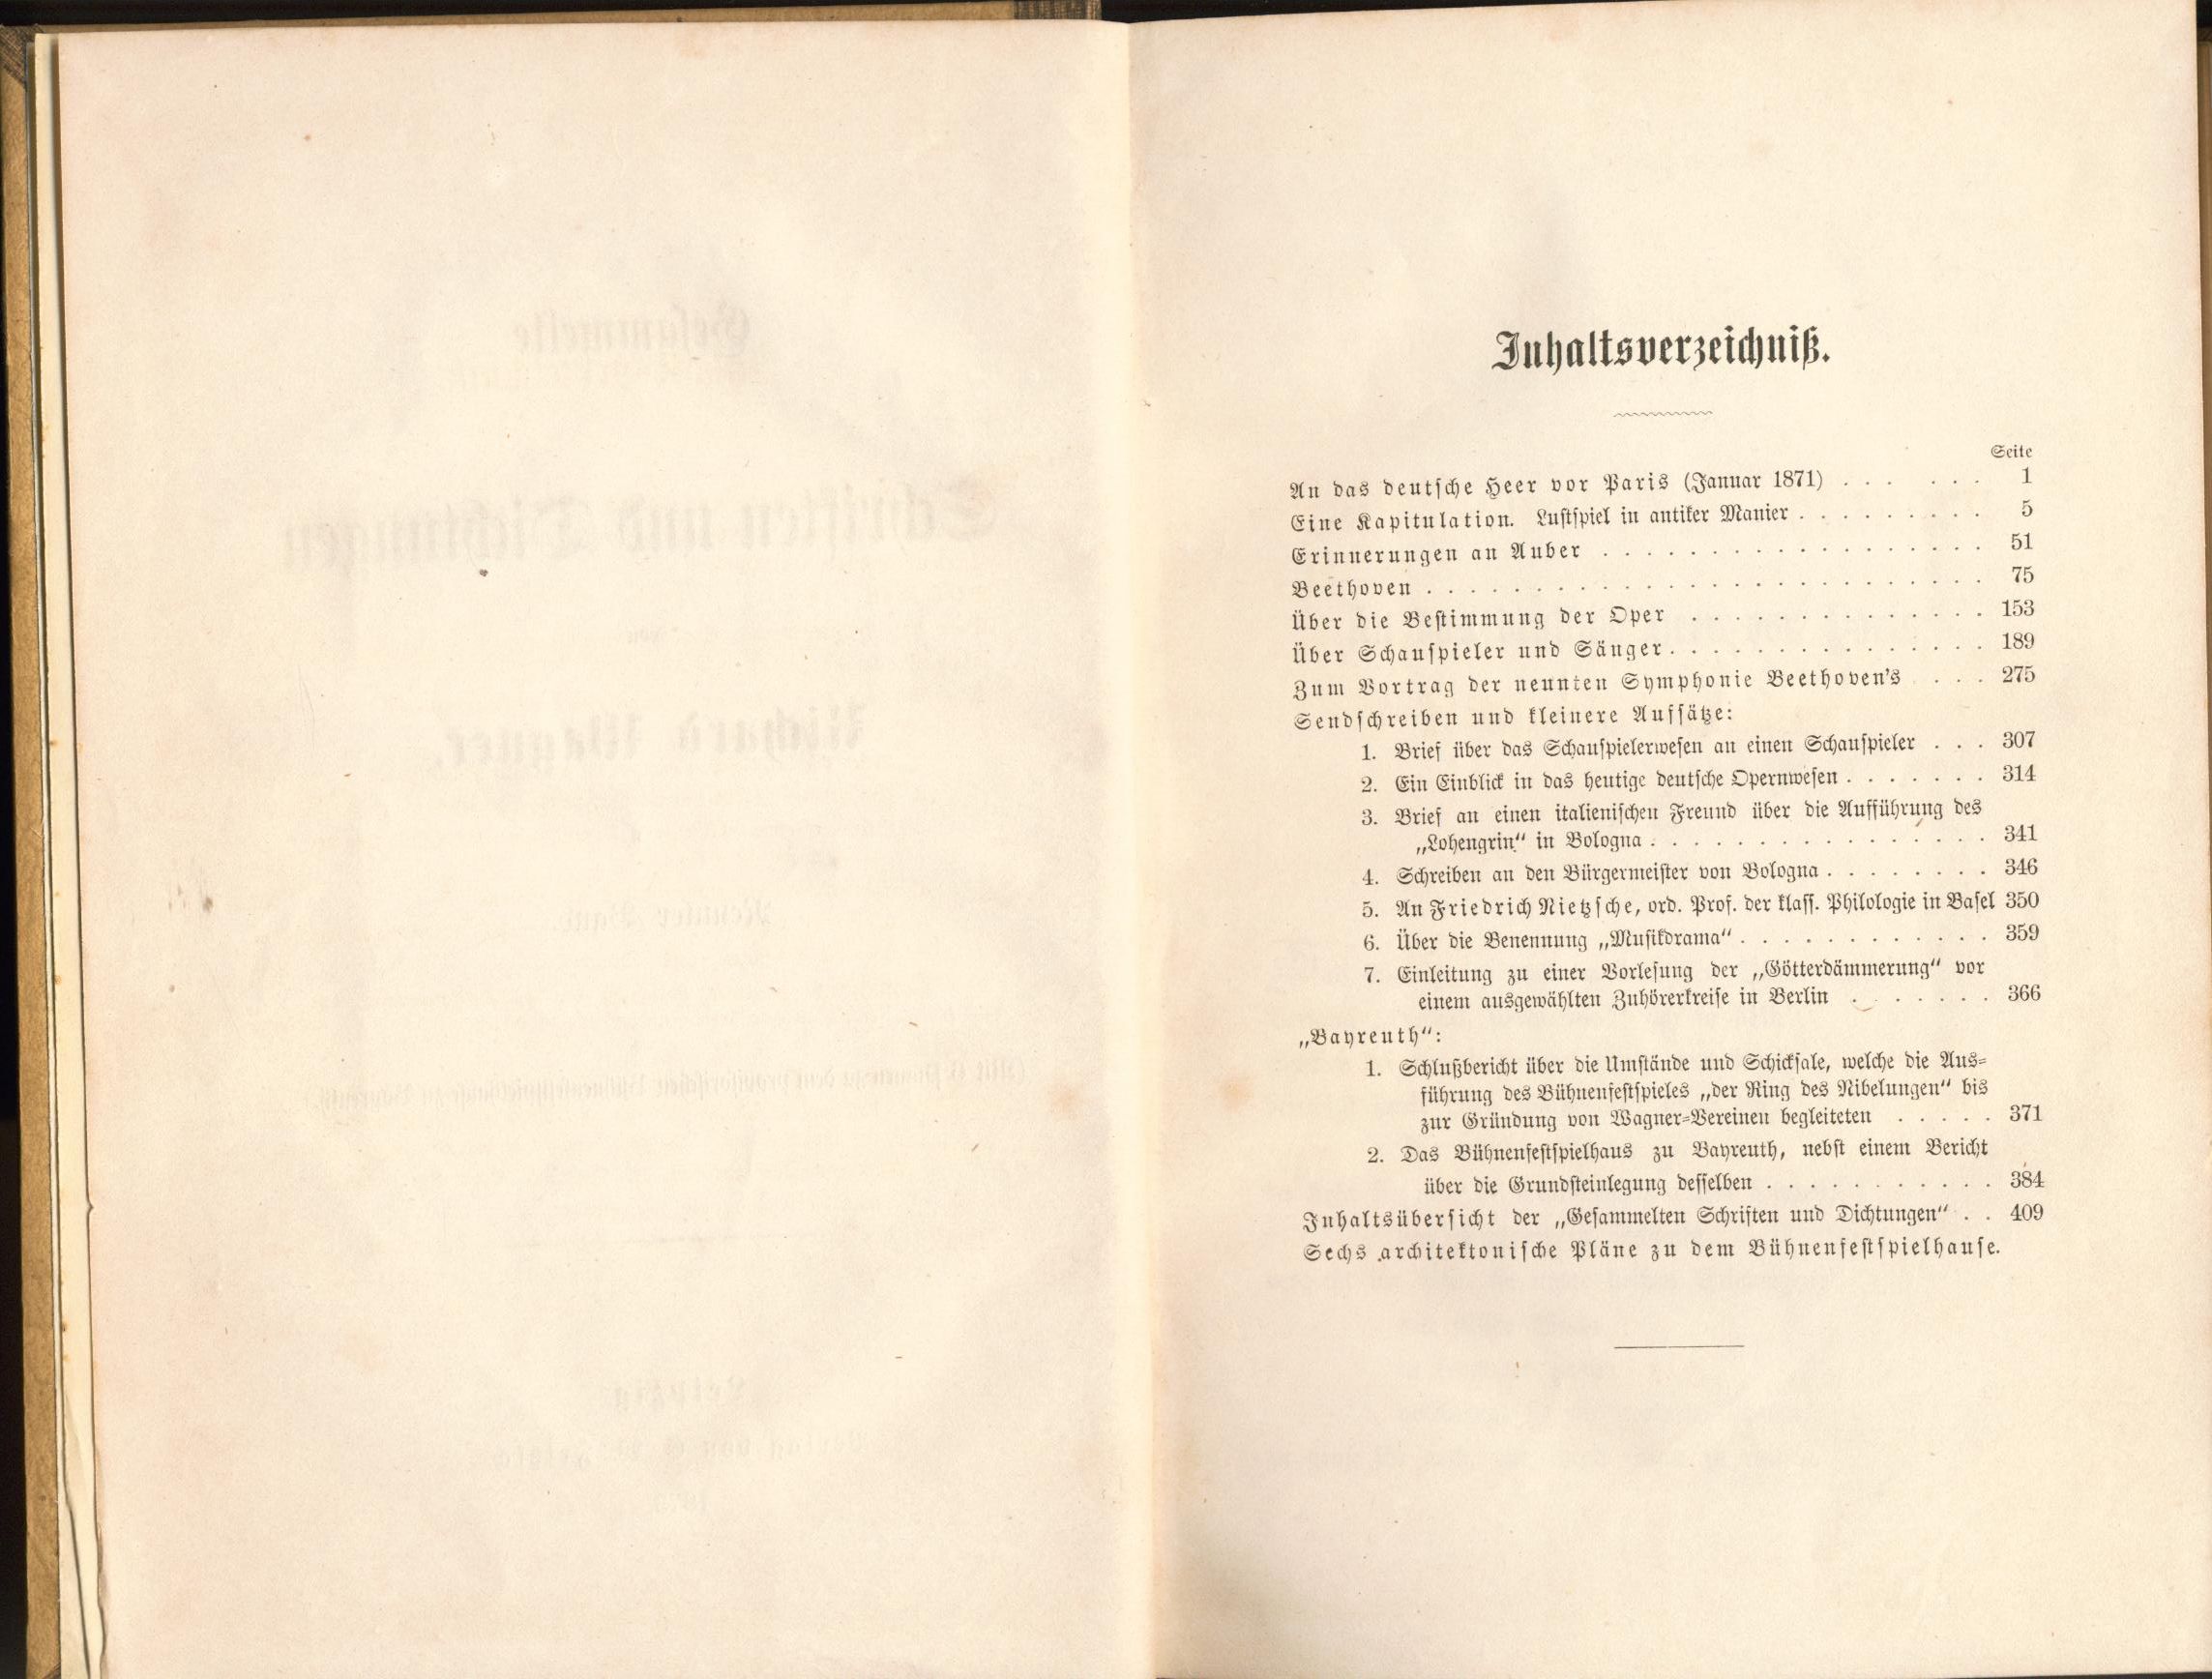 Inhaltsverzeichniß.
Seite
An das deutsche Heer vor Paris (Januar 1871) . . . . . . 1
Eine Kapitulation. Lustspiel in antiker Manier . . . . . . . . . 5
Erinnerungen an Auber . . . . . . . . . . . . . . . . . . 51
Beethoven . . . . . . . . . . . . . . . . . . . . . . . . . . 75
Über die Bestimmung der Oper . . . . . . . . . . . . . . 153
Über Schauspieler und Sänger . . . . . . . . . . . . . . . 189
Zum Vortrag der neunten Symphonie Beethoven's . . . 275
Sendschreiben und kleinere Aufsätze:
1. Brief über das Schauspielerwesen an einen Schauspieler . . . 307
2. Ein Einblick in das heutige deutsche Opernwesen . . . . . . . 314
3. Brief an einen italienischen Freund über die Aufführung des
„Lohengrin“ in Bologna . . . . . . . . . . . . . . . . 341
4. Schreiben an den Bürgermeister von Bologna . . . . . . . . 346
5. An Friedrich Nietzsche, ord. Prof. der klass. Philologie in Basel 350
6. Über die Benennung „Musikdrama“ . . . . . . . . . . . . 359
7. Einleitung zu einer Vorlesung der „Götterdämmerung“ vor
einem ausgewählten Zuhörerkreise in Berlin . . . . . . 366
„Bayreuth“:
1. Schlußbericht über die Umstände und Schicksale, welche die Aus=
führung des Bühnenfestspieles „der Ring des Nibelungen“ bis
zur Gründung von Wagner=Vereinen begleiteten . . . . . 371
2. Das Bühnenfestspielhaus zu Bayreuth, nebst einem Bericht
über die Grundsteinlegung desselben . . . . . . . . . . . 384
Inhaltsübersicht der „Gesammelten Schriften und Dichtungen“ . . 409
Sechs architektonische Pläne zu dem Bühnenfestspielhause.